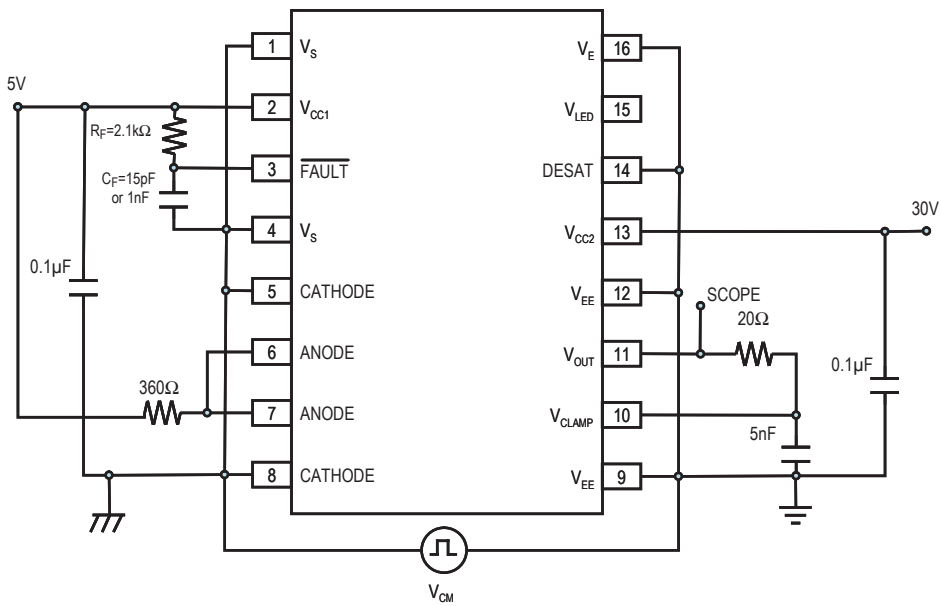 1 V_S
V_E 16
5V
2 V_CC1
V_LED 15
R_F=2.1kΩ
3 FAULT
DESAT 14
C_F=15pF
or 1nF
4 V_S
V_CC2 13
30V
0.1µF
5 CATHODE
V_EE 12
SCOPE
20Ω
6 ANODE
V_OUT 11
0.1µF
360Ω
7 ANODE
V_CLAMP 10
5nF
8 CATHODE
V_EE 9
V_CM